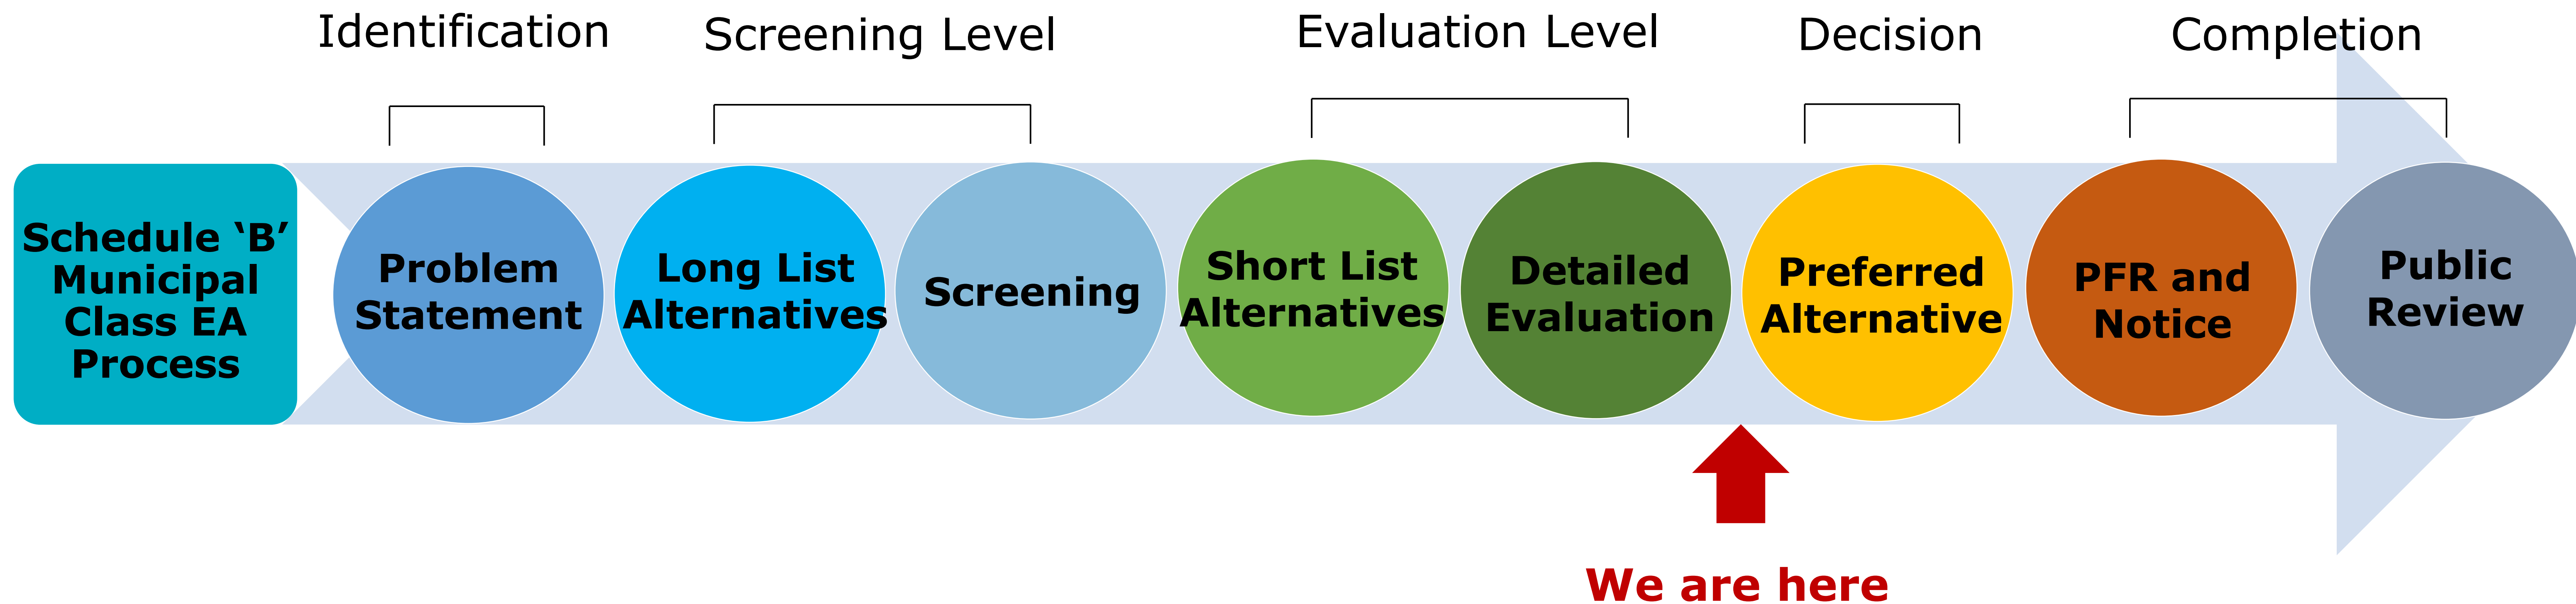 Identification
Screening Level
Evaluation Level
Decision
Completion
Schedule ‘B’
Municipal
Class EA
Process
Problem
Statement
Long List
Alternatives
Screening
Short List
Alternatives
Detailed
Evaluation
Preferred
Alternative
PFR and
Notice
Public
Review
We are here